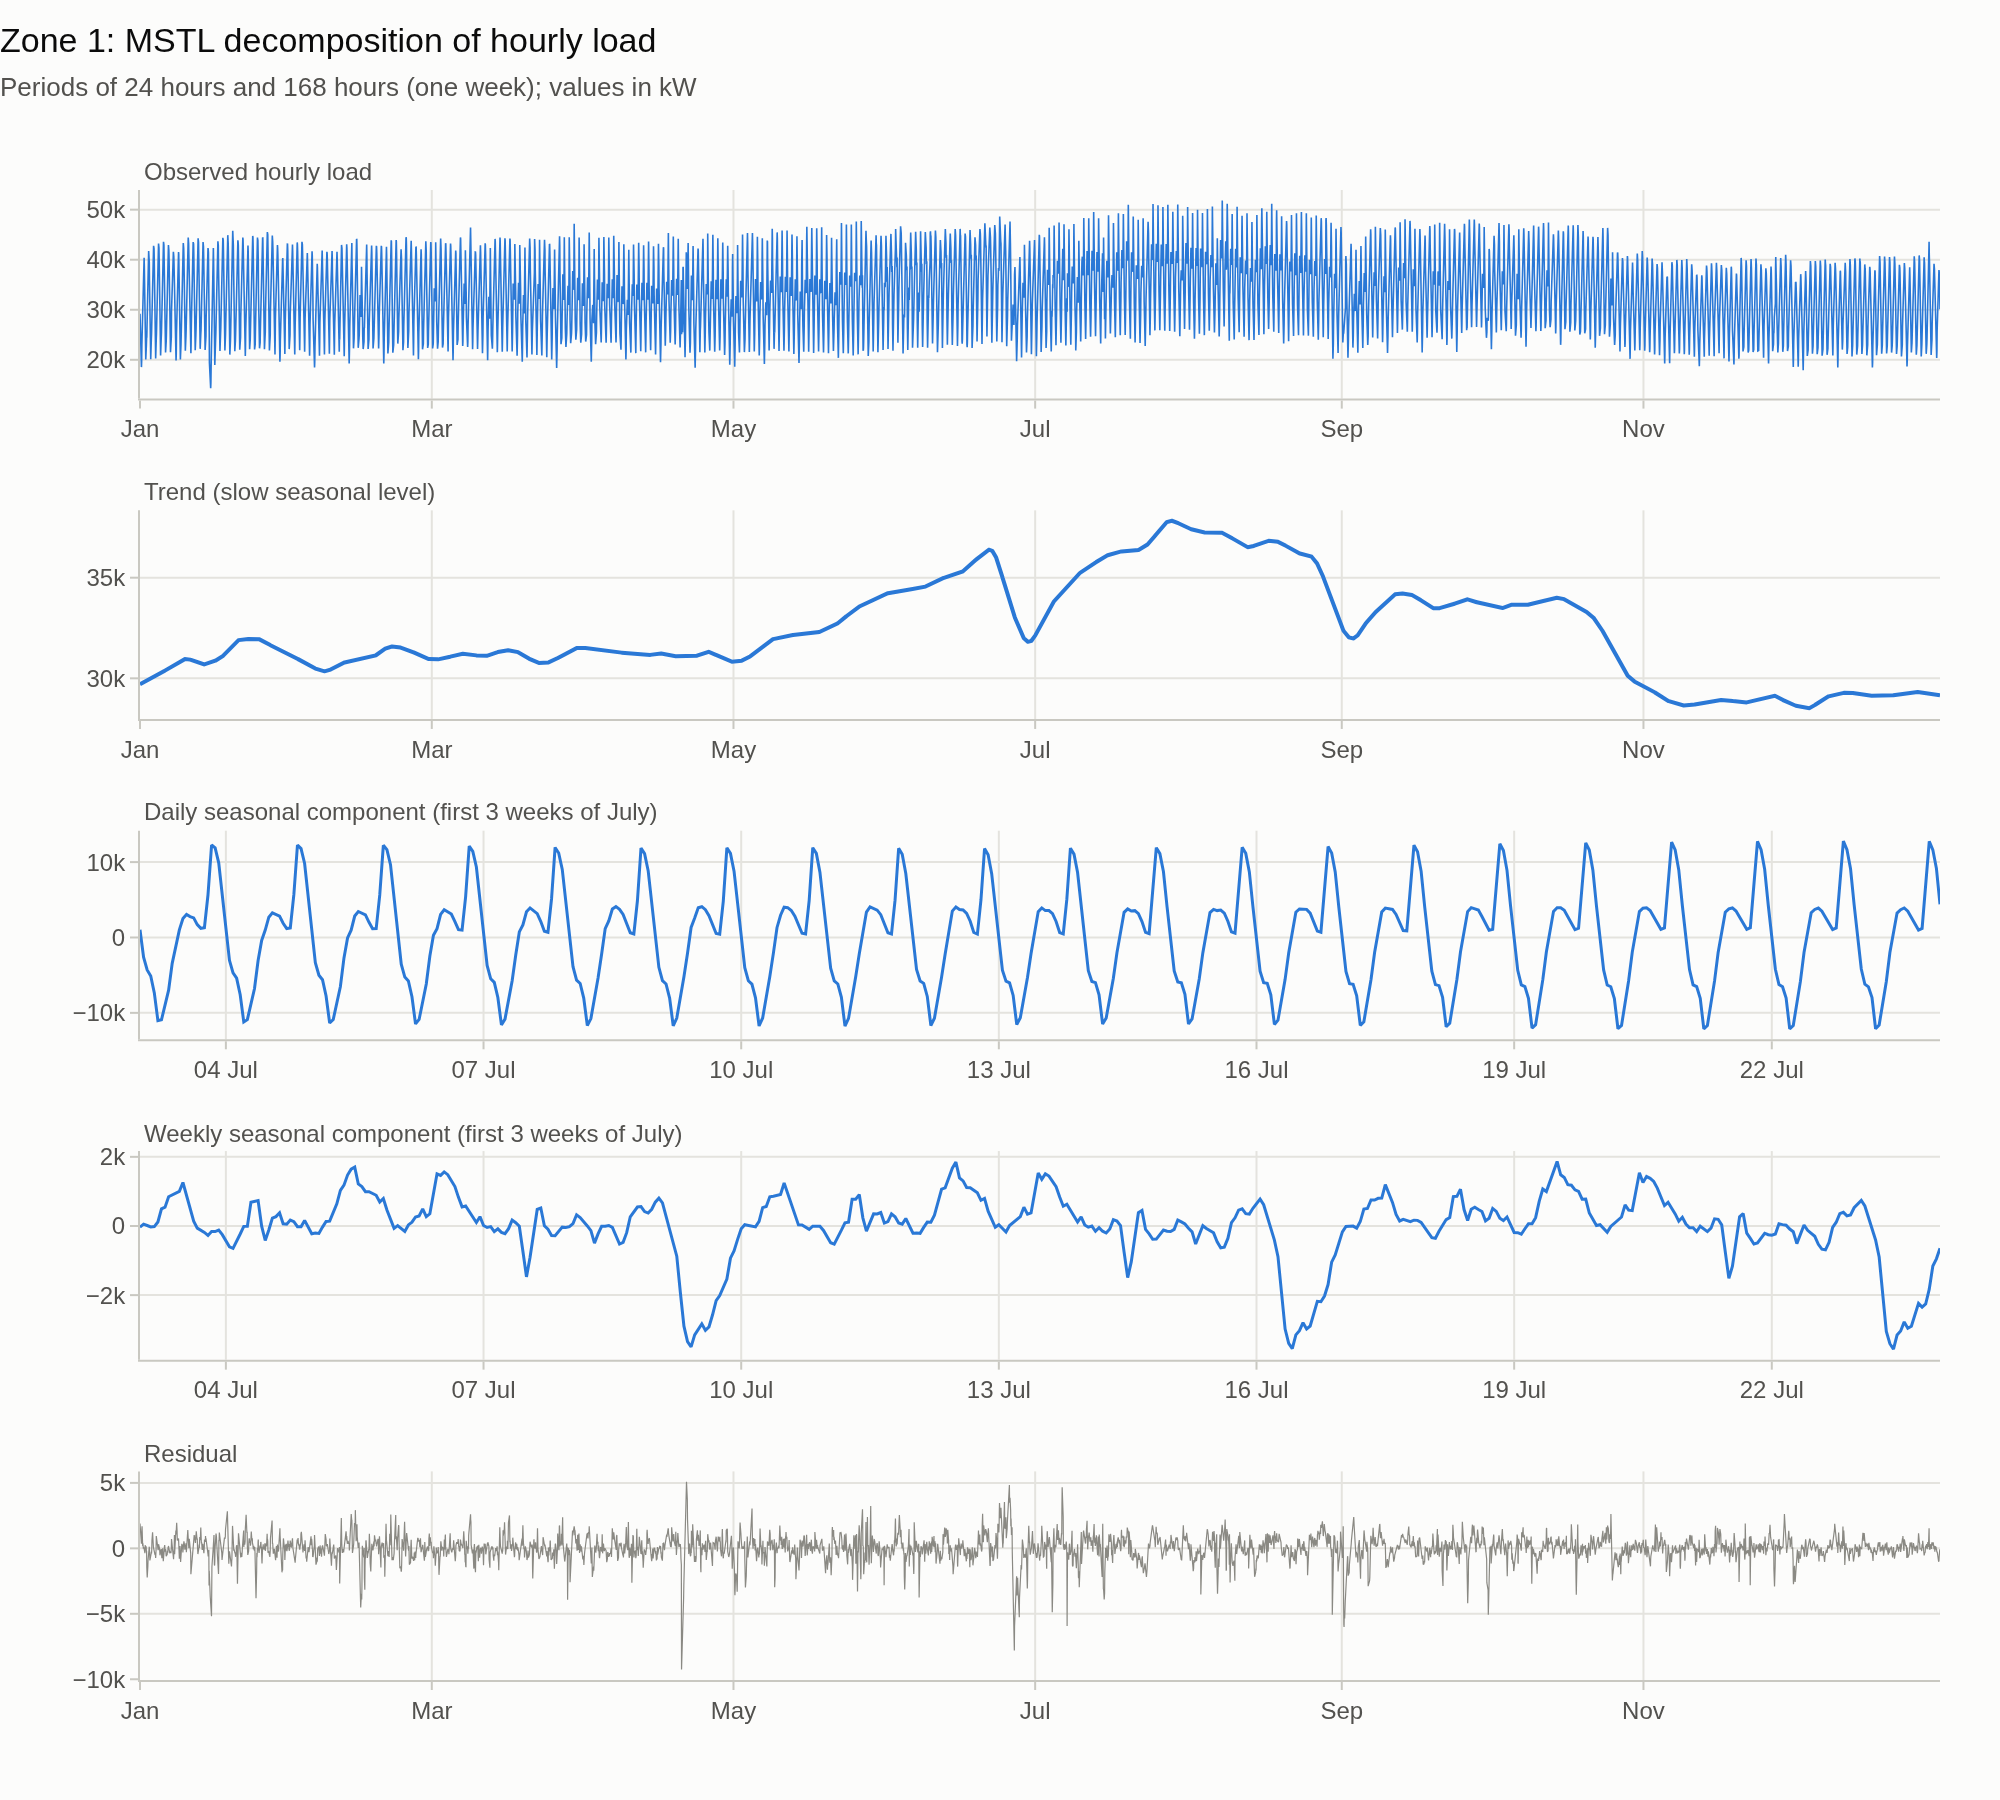 Zone 1: MSTL decomposition of hourly load
Periods of 24 hours and 168 hours (one week); values in kW
Observed hourly load
50k
40k
30k
20k
Jan Mar May Jul Sep Nov
Trend (slow seasonal level)
35k
30k
Jan Mar May Jul Sep Nov
Daily seasonal component (first 3 weeks of July)
10k
0
−10k
04 Jul 07 Jul 10 Jul 13 Jul 16 Jul 19 Jul 22 Jul
Weekly seasonal component (first 3 weeks of July)
2k
0
−2k
04 Jul 07 Jul 10 Jul 13 Jul 16 Jul 19 Jul 22 Jul
Residual
5k
0
−5k
−10k
Jan Mar May Jul Sep Nov